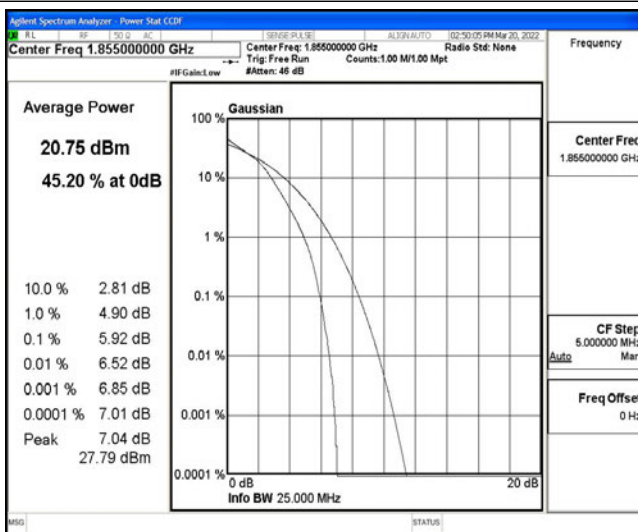 Agilent Spectrum Analyzer - Power Stat CCDF
RL RF 50 Ω AC SENSE:PULSE ALIGNAUTO 02:50:05 PM Mar 20, 2022
Center Freq 1.855000000 GHz
Center Freq: 1.855000000 GHz Radio Std: None
Trig: Free Run Counts:1.00 M/1.00 Mpt
#IFGain:Low #Atten: 46 dB
Frequency
Average Power
20.75 dBm
45.20 % at 0dB
10.0 % 2.81 dB
1.0 % 4.90 dB
0.1 % 5.92 dB
0.01 % 6.52 dB
0.001 % 6.85 dB
0.0001 % 7.01 dB
Peak 7.04 dB
27.79 dBm
Gaussian
100 %
10 %
1 %
0.1 %
0.01 %
0.001 %
0.0001 %
0 dB 20 dB
Info BW 25.000 MHz
Center Freq
1.855000000 GHz
CF Step
5.000000 MHz
Auto Man
Freq Offset
0 Hz
MSG STATUS